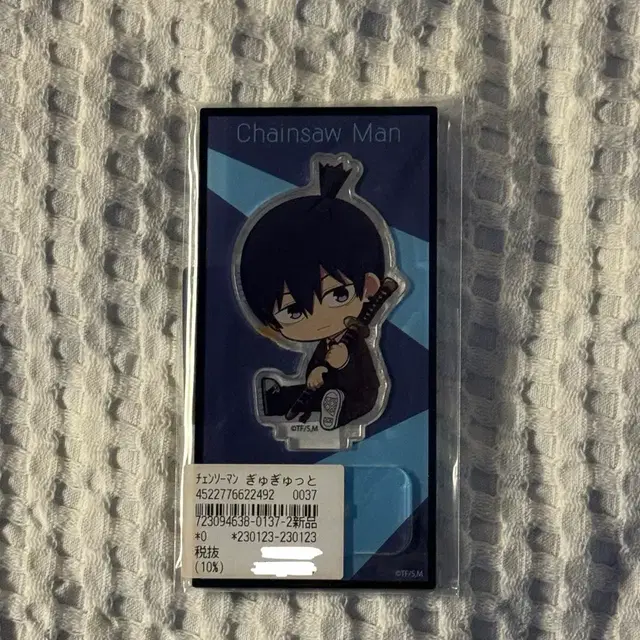 Chainsaw Man
©TF/S,M
ﾁｪﾝｿｰﾏﾝ ぎゅぎゅっと
4522776622492 0037
723094638-0137-2新品
*0 *230123-230123
税抜
(10%)
©TF/S,M